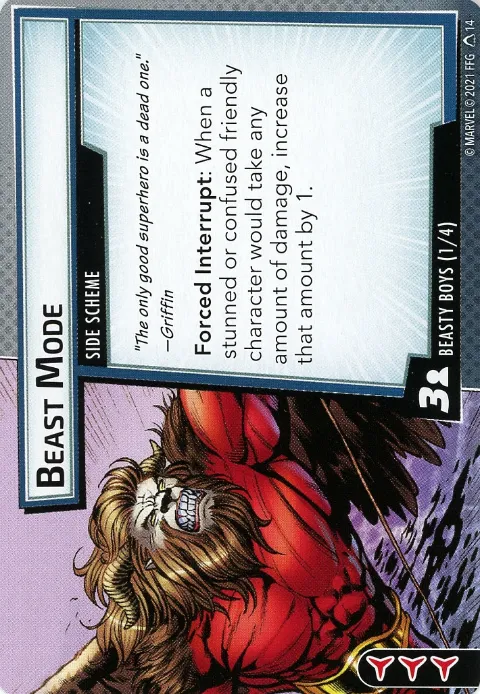 BEAST MODE
SIDE SCHEME
"The only good superhero is a dead one."
—Griffin
Forced Interrupt: When a
stunned or confused friendly
character would take any
amount of damage, increase
that amount by 1.
3
BEASTY BOYS (1/4)
© MARVEL © 2021 FFG 14